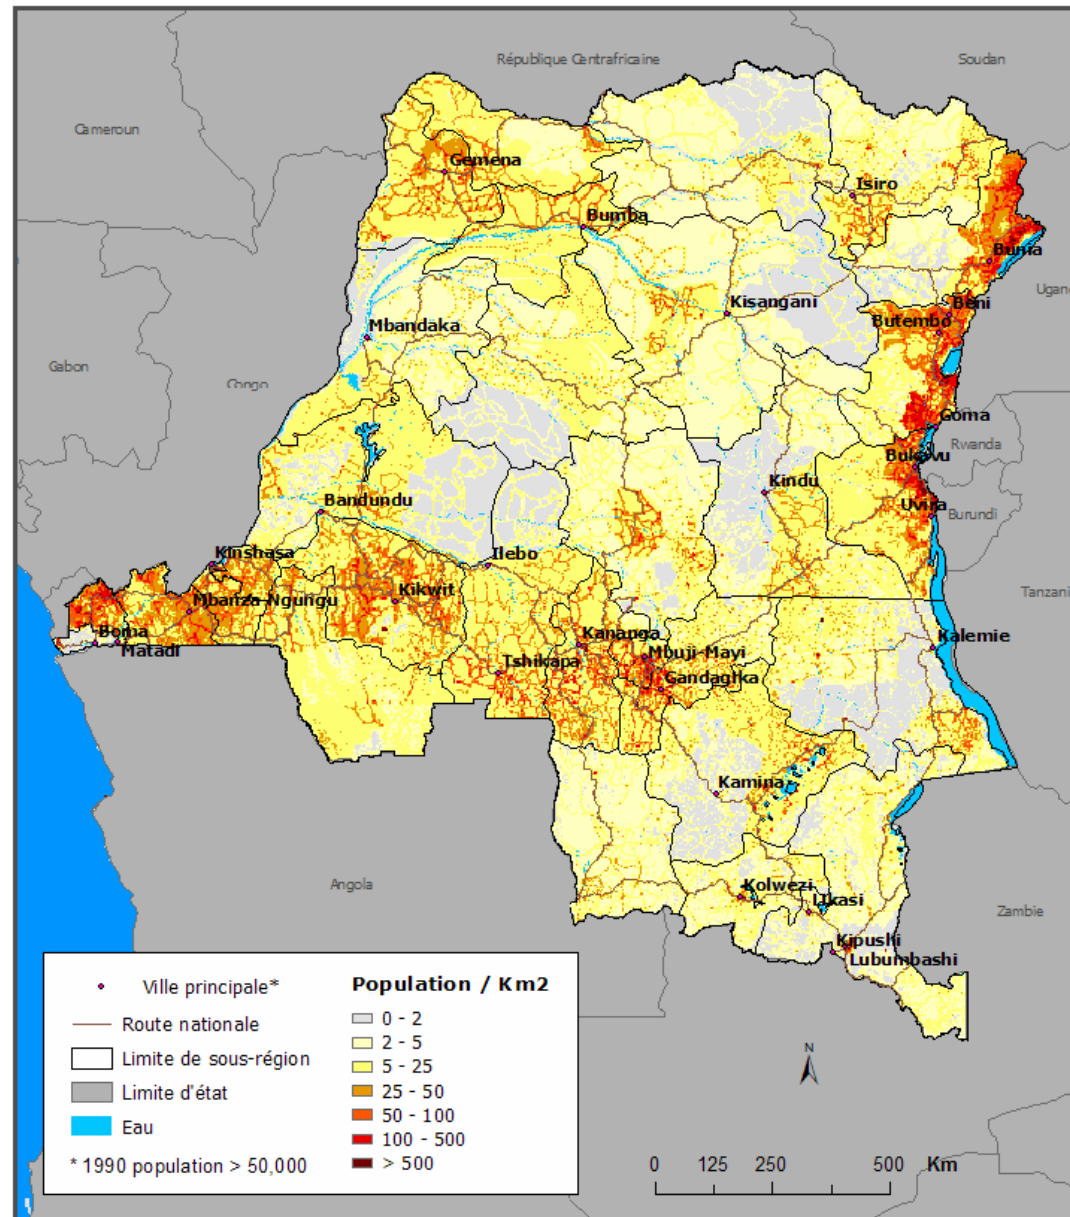 République Centrafricaine
Soudan
Cameroun
Gemena
Isiro
Bumba
Bunia
Ugand
Kisangani
Beni
Butembo
Mbandaka
Gabon
Congo
Goma
Rwanda
Bukavu
Kindu
Bandundu
Uvira
Burundi
Kinshasa
Ilebo
Tanzani
Kikwit
Mbanza-Ngungu
Boma
Matadi
Kananga
Kalemie
Mbuji-Mayi
Tshikapa
Gandagika
Kamina
Angola
Kolwezi
Likasi
Zambie
Kipushi
Lubumbashi
Ville principale*
Route nationale
Limite de sous-région
Limite d'état
Eau
* 1990 population > 50,000
Population / Km2
0 - 2
2 - 5
5 - 25
25 - 50
50 - 100
100 - 500
> 500
N
0 125 250 500 Km